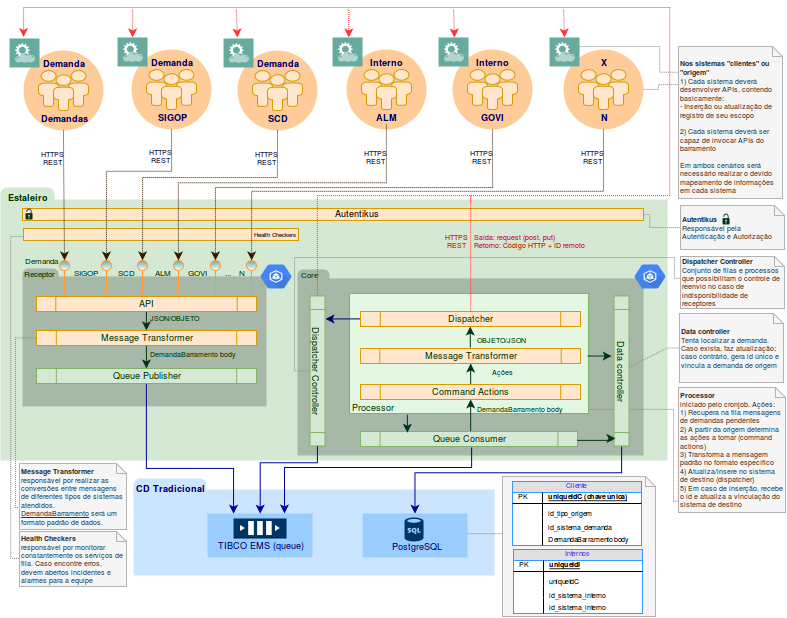 Demanda
Demandas
Demanda
SIGOP
Demanda
SCD
Interno
ALM
Interno
GOVI
X
N
HTTPS
REST
HTTPS
REST
HTTPS
REST
HTTPS
REST
HTTPS
REST
HTTPS
REST
Nos sistemas "clientes" ou
"origem"
1) Cada sistema deverá
desenvolver APIs, contendo
basicamente:
- Inserção ou atualização de
registro de seu escopo
2) Cada sistema deverá ser
capaz de invocar APIs do
barramento
Em ambos cenários será
necessário realizar o devido
mapeamento de informações
em cada sistema
Estaleiro
Autentikus
Health Checkers
HTTPS
REST
Saída: request (post, put)
Retorno: Código HTTP + ID remoto
Autentikus
Responsável pela
Autenticação e Autorização
Demanda
SIGOP
SCD
ALM
GOVI
...
N
Receptor
API
JSON/OBJETO
Message Transformer
DemandaBarramento body
Queue Publisher
Core
Dispatcher Controller
Dispatcher
OBJETO/JSON
Message Transformer
Ações
Command Actions
Processor
DemandaBarramento body
Queue Consumer
Data controller
Dispatcher Controller
Conjunto de filas e processos
que possibilitam o controle de
reenvio no caso de
indisponibilidade de
receptores
Data controller
Tenta localizar a demanda.
Caso exista, faz atualização;
caso contrário, gera id único e
vincula a demanda de origem
Processor
iniciado pelo cronjob. Ações:
1) Recupera na fila mensagens
de demandas pendentes
2) A partir da origem determina
as ações a tomar (command
actions)
3) Transforma a mensagem
padrão no formato específico
4) Atualiza/insere no sistema
de destino (dispatcher)
5) Em caso de inserção, recebe
o id e atualiza a vinculação do
sistema de destino
Message Transformer
responsável por realizar as
conversões entre mensagens
de diferentes tipos de sistemas
atendidos.
DemandaBarramento será um
formato padrão de dados.
Health Checkers
responsável por monitorar
constantemente os serviços de
fila. Caso encontre erros,
devem abertos incidentes e
alarmes para a equipe
CD Tradicional
TIBCO EMS (queue)
SQL
PostgreSQL
Cliente
PK
uniqueIdC (chave única)
id_tipo_origem
id_sistema_demanda
DemandaBarramento body
Internos
PK
uniqueIdI
uniqueIdC
id_sistema_interno
id_sistema_interno